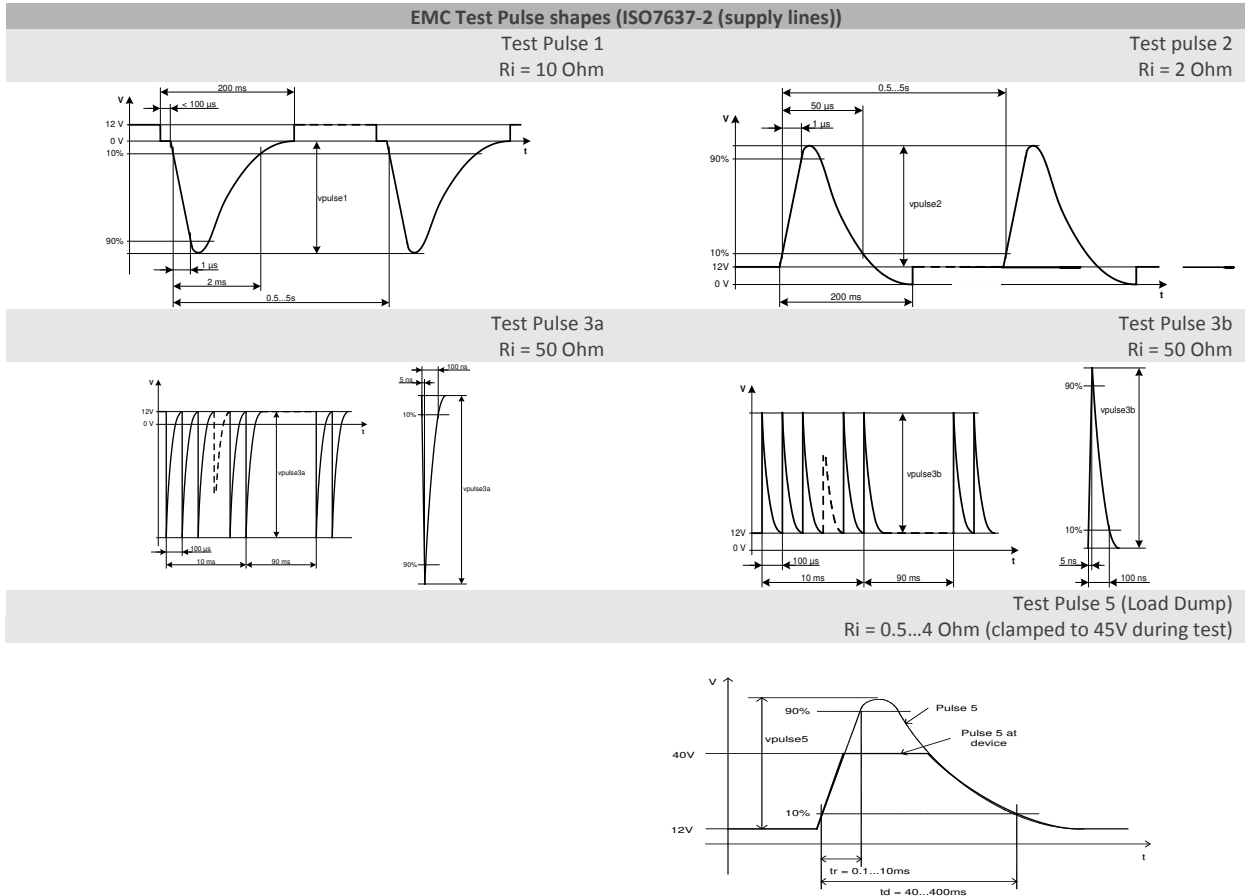 EMC Test Pulse shapes (ISO7637-2 (supply lines))
Test Pulse 1
Ri = 10 Ohm
Test pulse 2
Ri = 2 Ohm
200 ms
< 100 µs
V
12 V
0 V
10%
t
vpulse1
90%
1 µs
2 ms
0.5...5s
0.5...5s
50 µs
V
1 µs
90%
vpulse2
10%
12V
0 V
t
200 ms
Test Pulse 3a
Ri = 50 Ohm
Test Pulse 3b
Ri = 50 Ohm
V
12V
0 V
t
vpulse3a
100 µs
10 ms
90 ms
100 ns
5 ns
10%
vpulse3a
90%
V
vpulse3b
12V
0 V
t
100 µs
10 ms
90 ms
90%
vpulse3b
10%
5 ns
100 ns
Test Pulse 5 (Load Dump)
Ri = 0.5…4 Ohm (clamped to 45V during test)
V
90%
Pulse 5
vpulse5
Pulse 5 at
device
40V
10%
12V
t
tr = 0.1...10ms
td = 40...400ms